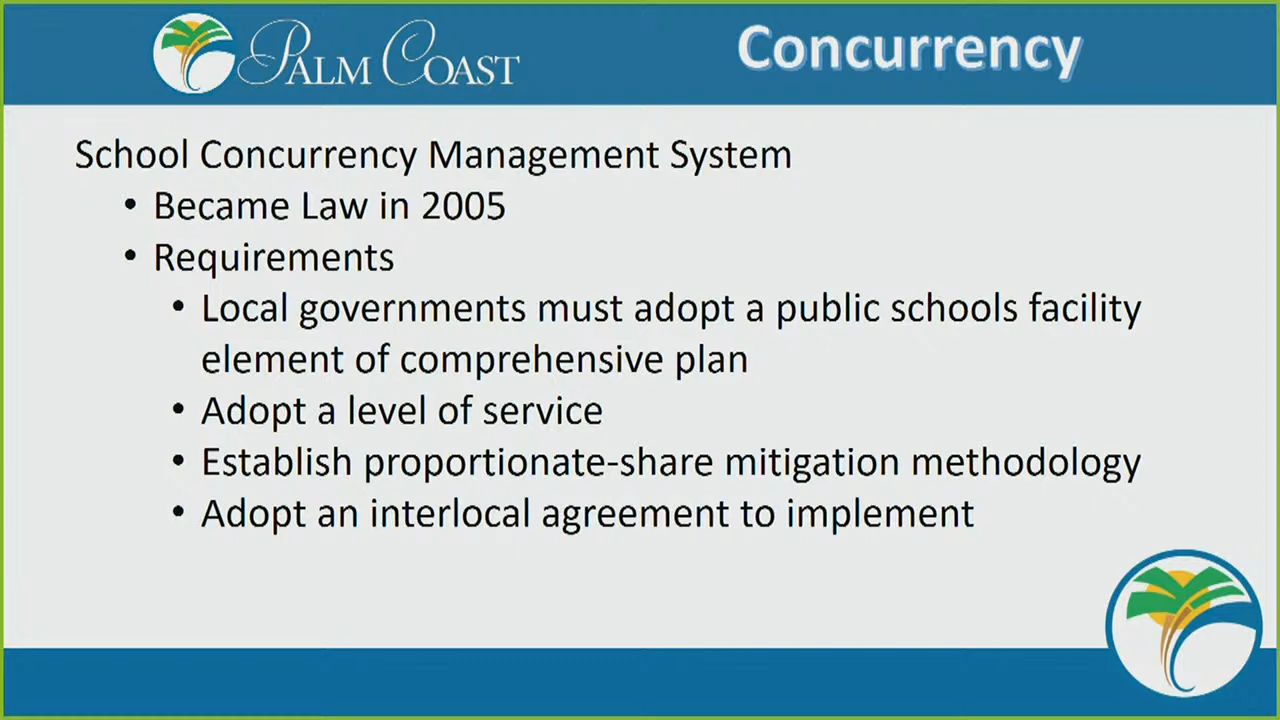 PALM COAST
Concurrency
School Concurrency Management System
• Became Law in 2005
• Requirements
• Local governments must adopt a public schools facility
element of comprehensive plan
• Adopt a level of service
• Establish proportionate-share mitigation methodology
• Adopt an interlocal agreement to implement